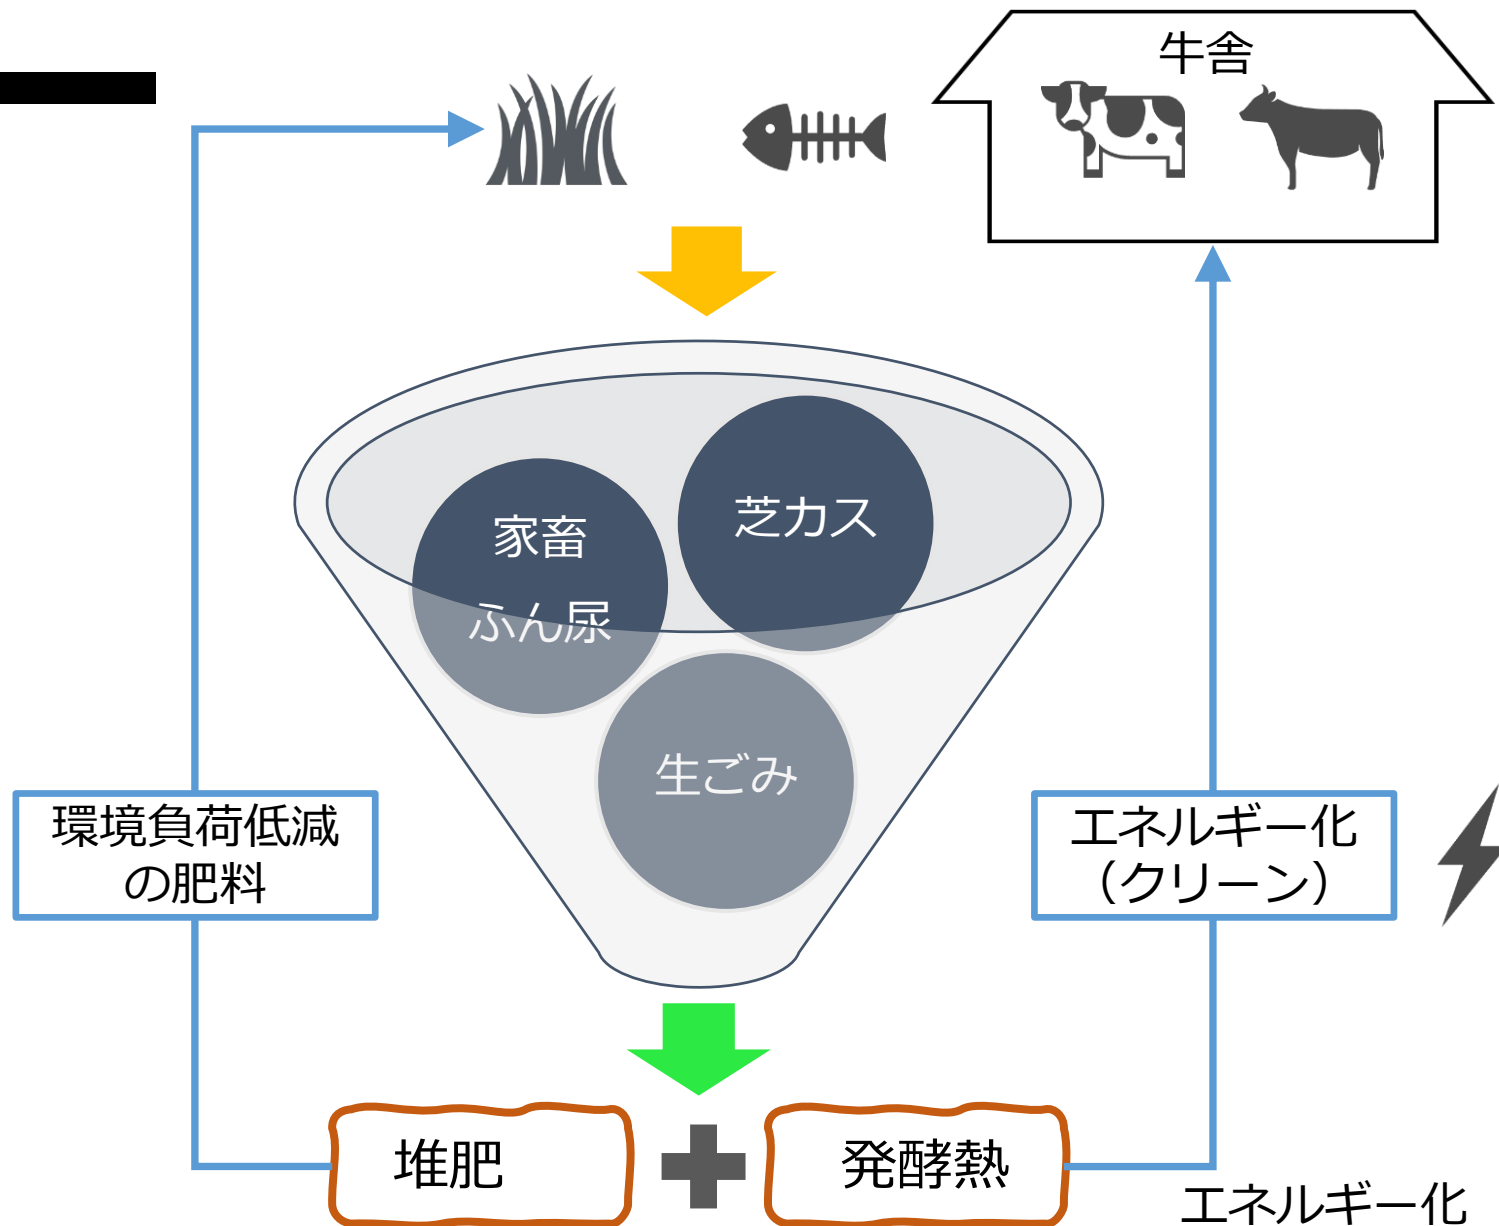 牛舎
芝カス
家畜
ふん尿
生ごみ
環境負荷低減
の肥料
エネルギー化
（クリーン）
堆肥
発酵熱
エネルギー化